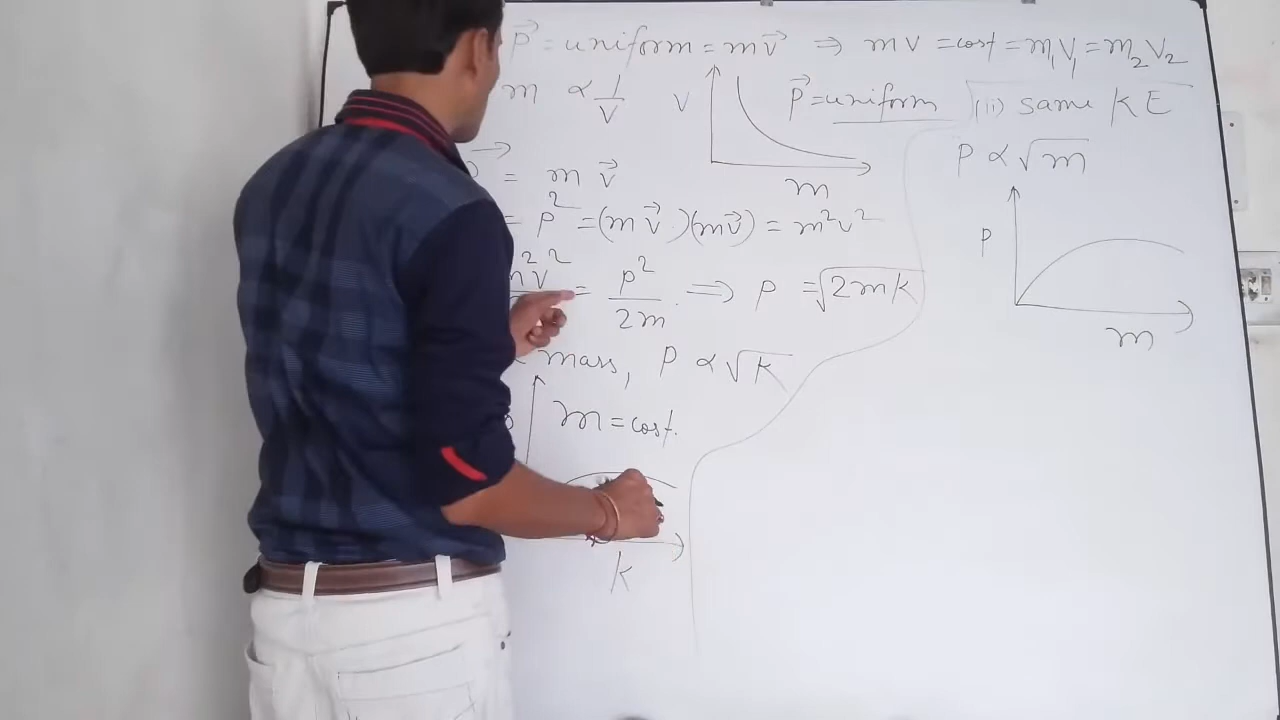 p⃗ = uniform = mv⃗ ⇒ mv = cost = m₁v₁ = m₂v₂
m ∝ 1/v
v
m
p⃗ = uniform
= m v⃗
= p² = (mv⃗.)(mv⃗) = m²v²
m²v² = p²/2m. ⇒ p = √2mk
mass, p ∝ √k
m = cost.
k
(ii) same KE
p ∝ √m
p
m